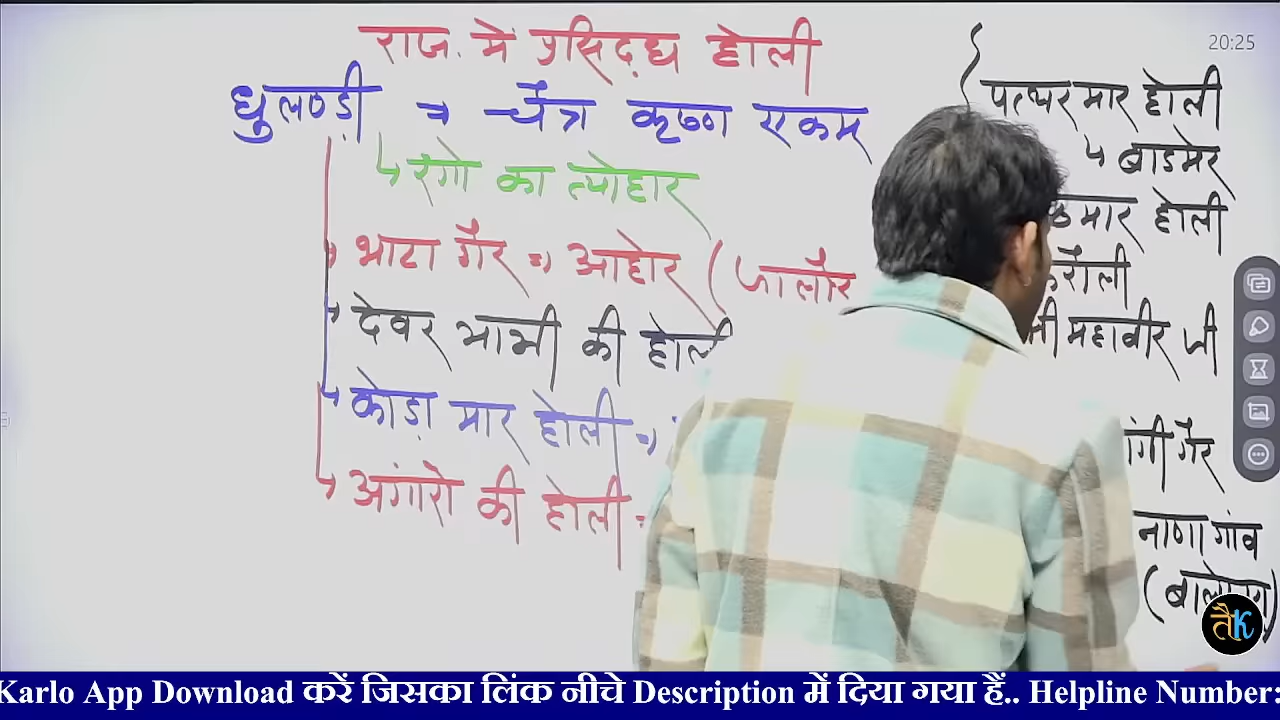 राज. में प्रसिद्ध होली
20:25
धुलण्ड़ी ⇒ चैत्र कृष्ण एकम
↳ रंगो का त्योहार
→ भाटा गैर ⇒ आहोर (जालौर
→ देवर भाभी की होली
↳ कोड़ा मार होली ⇒
↳ अंगारो की होली
पत्थर मार होली
↳ बाडमेर
मार होली
महावीर जी
गैर
नाणा गांव
तैK
Karlo App Download करें जिसका लिंक नीचे Description में दिया गया हैं.. Helpline Number: